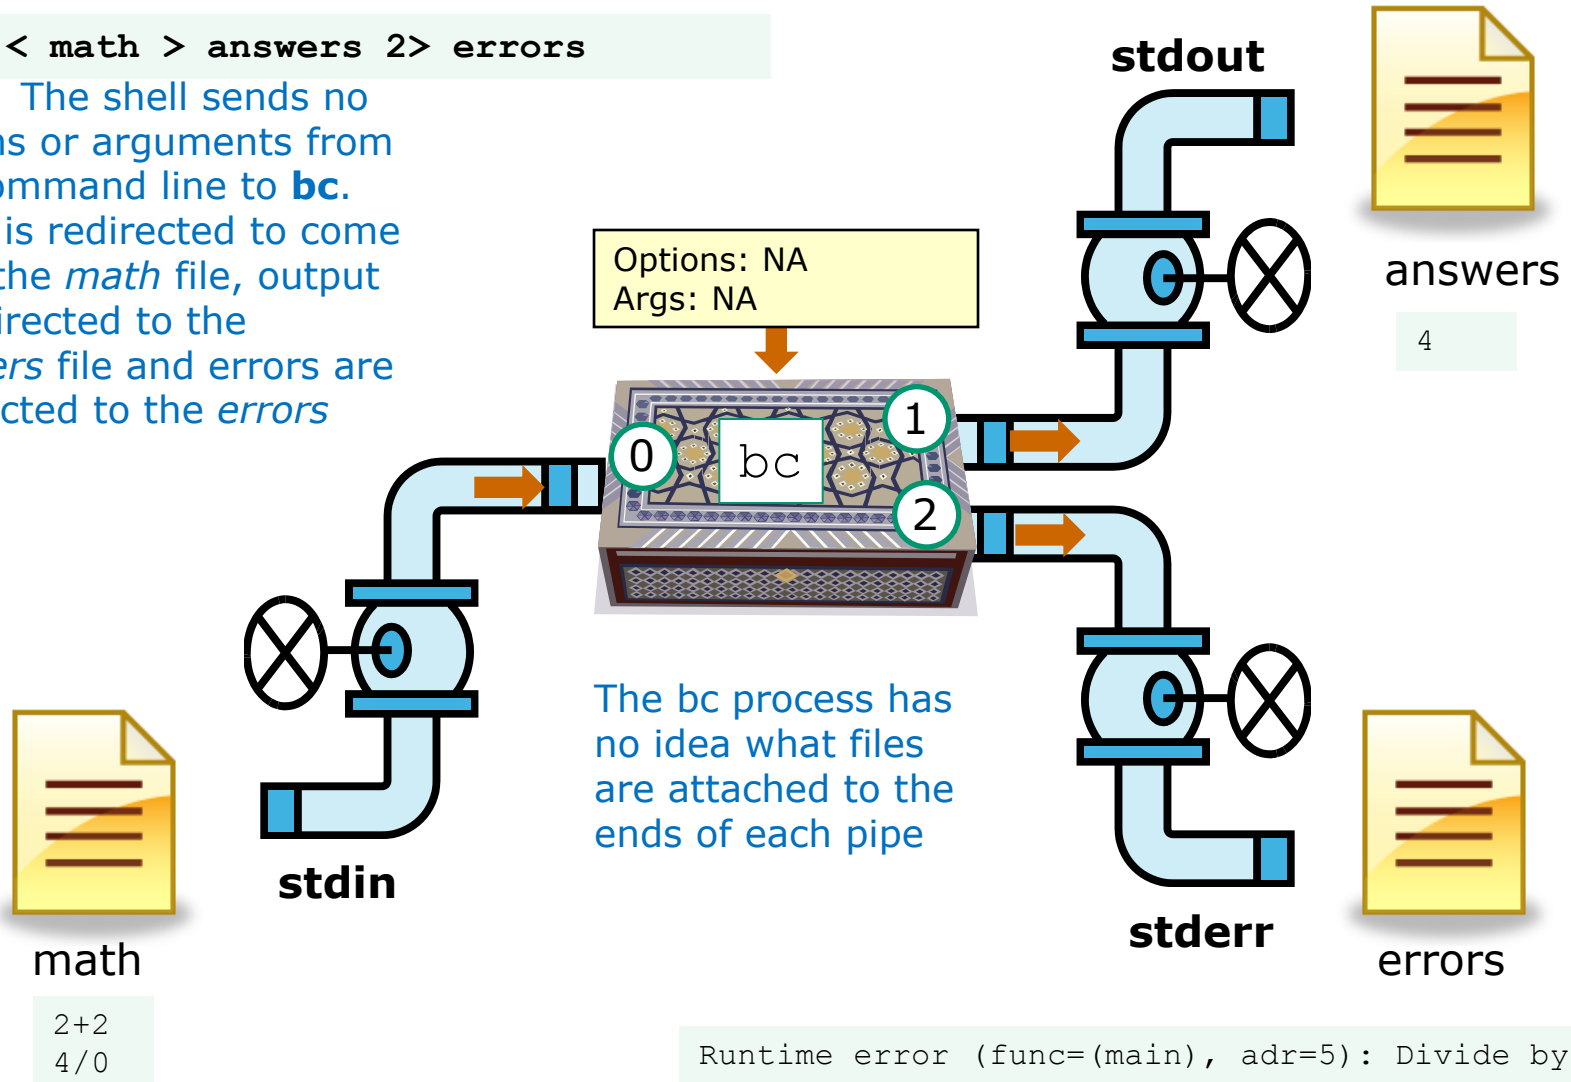 < math > answers 2> errors
The shell sends no
ns or arguments from
ommand line to bc.
is redirected to come
the math file, output
directed to the
ers file and errors are
cted to the errors
Options: NA
Args: NA
0
bc
1
2
stdout
answers
4
The bc process has
no idea what files
are attached to the
ends of each pipe
stdin
math
2+2
4/0
stderr
errors
Runtime error (func=(main), adr=5): Divide by